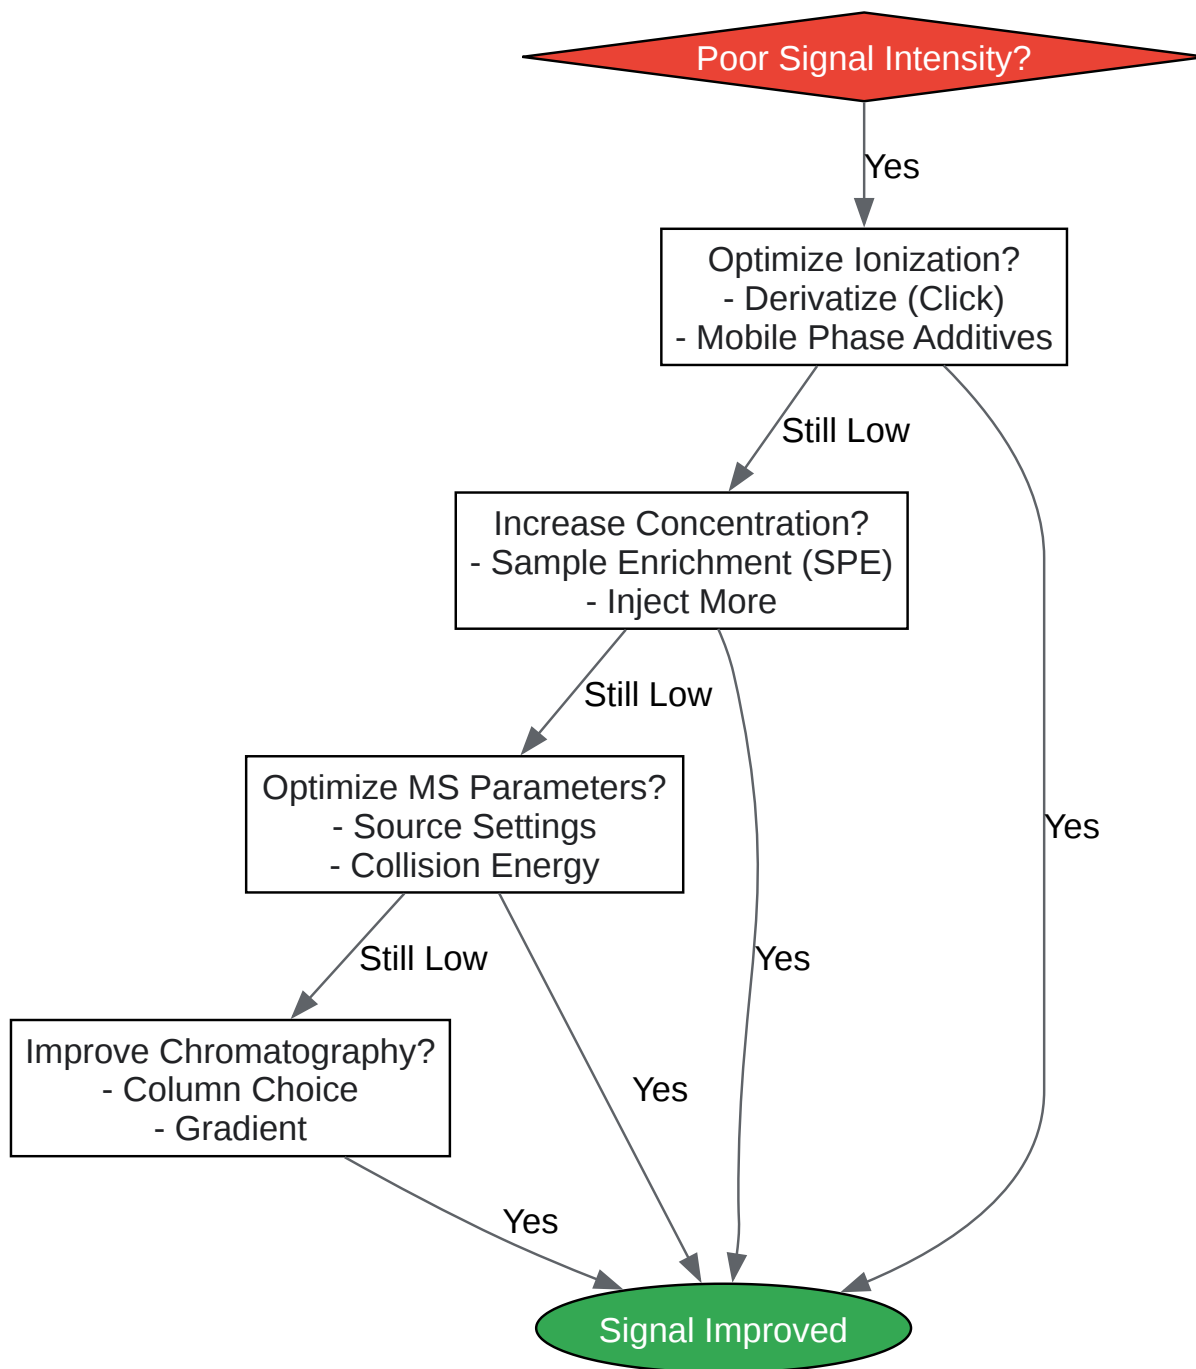 Poor Signal Intensity?
Yes
Optimize Ionization?
- Derivatize (Click)
- Mobile Phase Additives
Still Low
Increase Concentration?
- Sample Enrichment (SPE)
- Inject More
Still Low
Optimize MS Parameters?
- Source Settings
- Collision Energy
Yes
Still Low
Yes
Improve Chromatography?
- Column Choice
- Gradient
Yes
Yes
Signal Improved